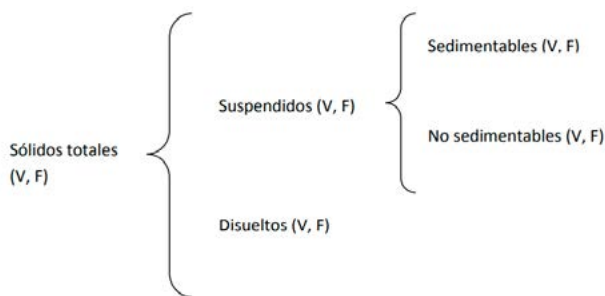 Sólidos totales
(V, F)
Suspendidos (V, F)
Disueltos (V, F)
Sedimentables (V, F)
No sedimentables (V, F)